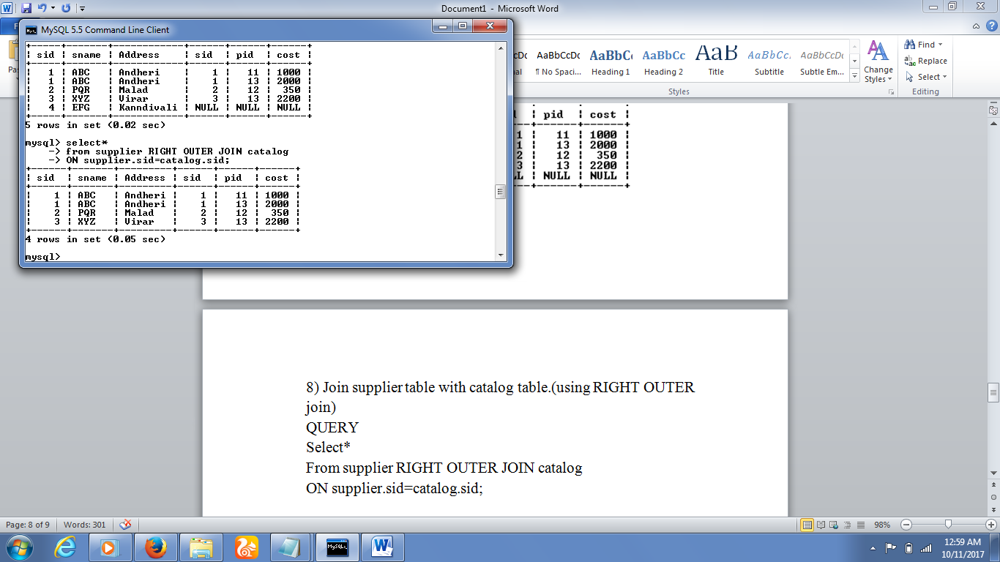 Document1 - Microsoft Word
MySQL 5.5 Command Line Client
| sid | sname | Address | sid | pid | cost |
| 1 | ABC | Andheri | 1 | 11 | 1000 |
| 1 | ABC | Andheri | 1 | 13 | 2000 |
| 2 | PQR | Malad | 2 | 12 | 350 |
| 3 | XYZ | Virar | 3 | 13 | 2200 |
| 4 | EFG | Kanndivali | NULL | NULL | NULL |
5 rows in set (0.02 sec)
mysql> select*
-> from supplier RIGHT OUTER JOIN catalog
-> ON supplier.sid=catalog.sid;
| sid | sname | Address | sid | pid | cost |
| 1 | ABC | Andheri | 1 | 11 | 1000 |
| 1 | ABC | Andheri | 1 | 13 | 2000 |
| 2 | PQR | Malad | 2 | 12 | 350 |
| 3 | XYZ | Virar | 3 | 13 | 2200 |
4 rows in set (0.05 sec)
mysql>
AaBbCcDc AaBbCc AaBbCc AaB AaBbCc. AaBbCcDc
¶ No Spaci... Heading 1 Heading 2 Title Subtitle Subtle Em...
Change
Styles
Styles
Find
Replace
Select
Editing
| pid | cost |
1 | 11 | 1000 |
1 | 13 | 2000 |
2 | 12 | 350 |
3 | 13 | 2200 |
| NULL | NULL |
8) Join supplier table with catalog table.(using RIGHT OUTER
join)
QUERY
Select*
From supplier RIGHT OUTER JOIN catalog
ON supplier.sid=catalog.sid;
Page: 8 of 9 Words: 301 98%
12:59 AM
10/11/2017